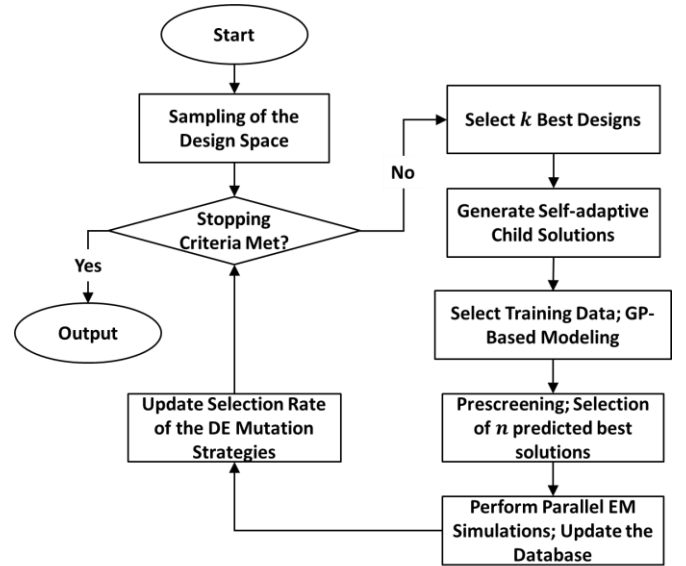 Start
Sampling of the
Design Space
Stopping
Criteria Met?
Yes
Output
No
Select k Best Designs
Generate Self-adaptive
Child Solutions
Select Training Data; GP-
Based Modeling
Prescreening; Selection
of n predicted best
solutions
Perform Parallel EM
Simulations; Update the
Database
Update Selection Rate
of the DE Mutation
Strategies